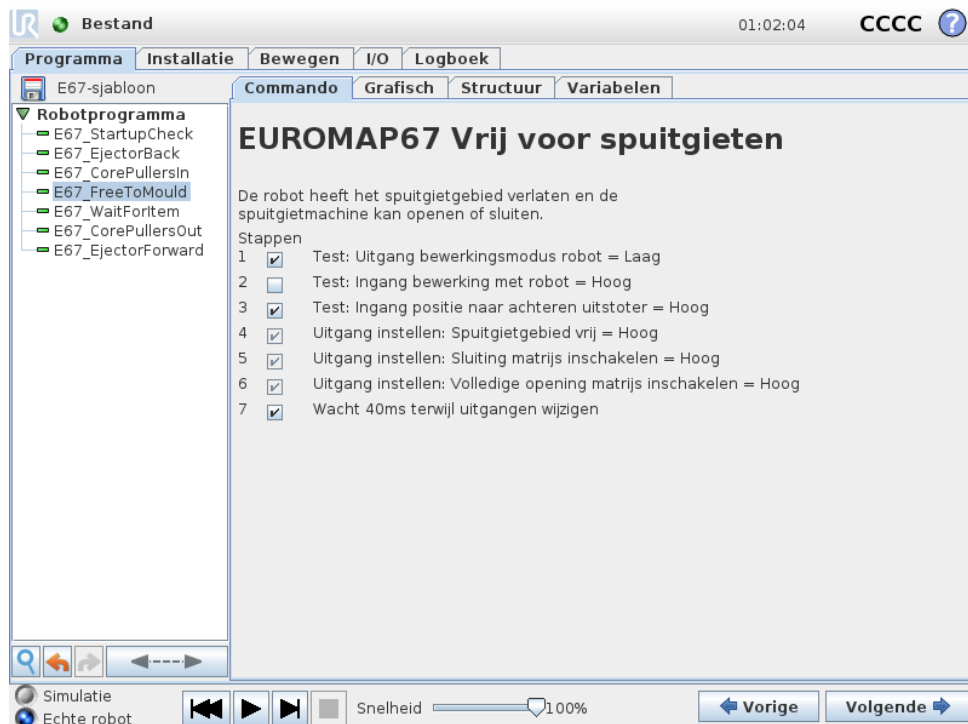 UR Bestand 01:02:04 CCCC ?
Programma Installatie Bewegen I/O Logboek
E67-sjabloon
Commando Grafisch Structuur Variabelen
Robotprogramma
E67_StartupCheck
E67_EjectorBack
E67_CorePullersIn
E67_FreeToMould
E67_WaitForItem
E67_CorePullersOut
E67_EjectorForward
EUROMAP67 Vrij voor spuitgieten
De robot heeft het spuitgietgebied verlaten en de
spuitgietmachine kan openen of sluiten.
Stappen
1 Test: Uitgang bewerkingsmodus robot = Laag
2 Test: Ingang bewerking met robot = Hoog
3 Test: Ingang positie naar achteren uitstoter = Hoog
4 Uitgang instellen: Spuitgietgebied vrij = Hoog
5 Uitgang instellen: Sluiting matrijs inschakelen = Hoog
6 Uitgang instellen: Volledige opening matrijs inschakelen = Hoog
7 Wacht 40ms terwijl uitgangen wijzigen
Simulatie
Echte robot
Snelheid 100%
Vorige Volgende